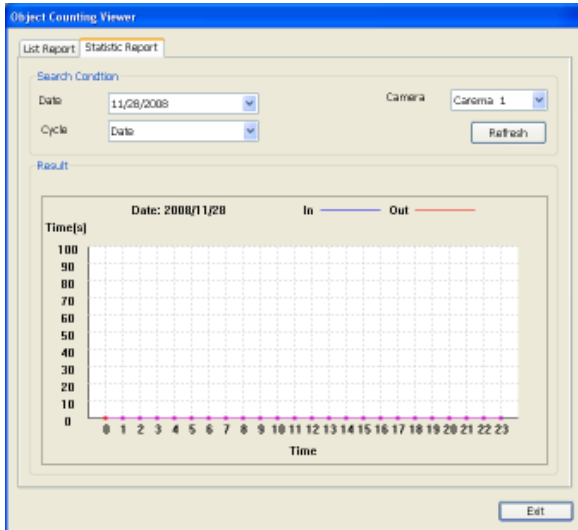 Object Counting Viewer
List Report Statistic Report
Search Condtion
Date 11/28/2008 Camera Carema 1
Cycle Date Refresh
Result
Date: 2008/11/28 In Out
Time(s)
100
90
80
70
60
50
40
30
20
10
0
0 1 2 3 4 5 6 7 8 9 10 11 12 13 14 15 16 17 18 19 20 21 22 23
Time
Exit